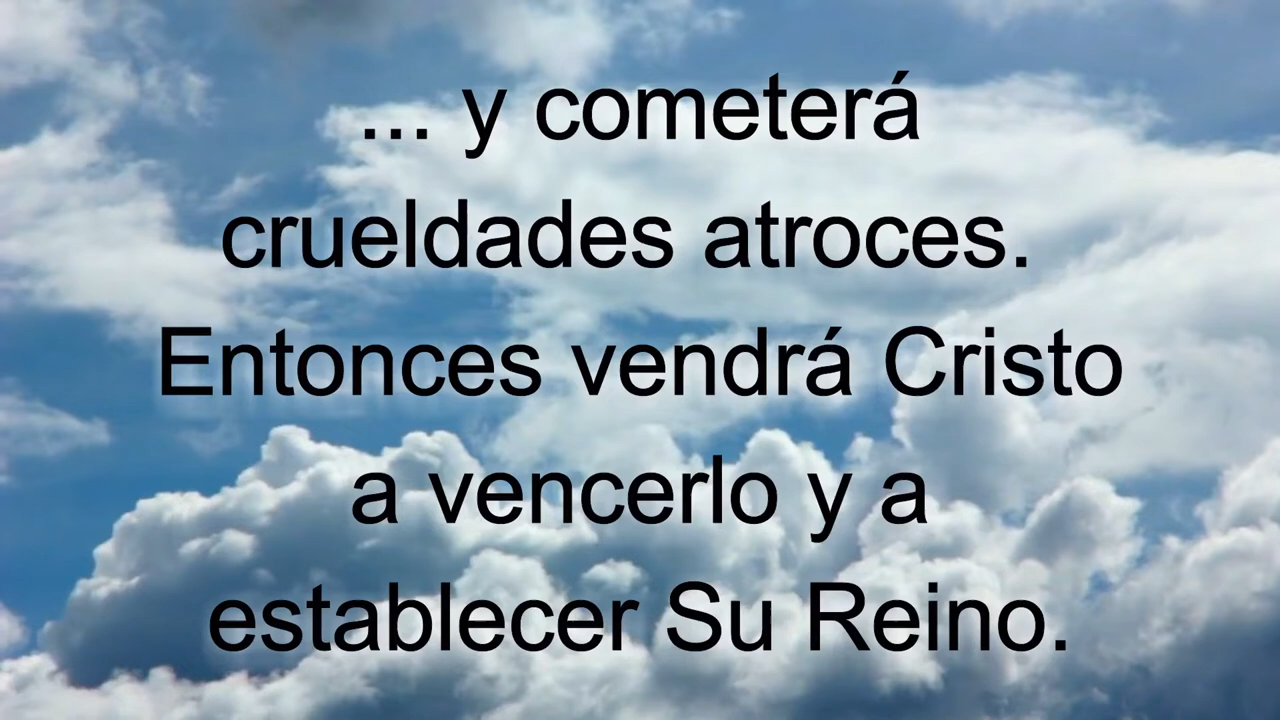 ... y cometerá
crueldades atroces.
Entonces vendrá Cristo
a vencerlo y a
establecer Su Reino.